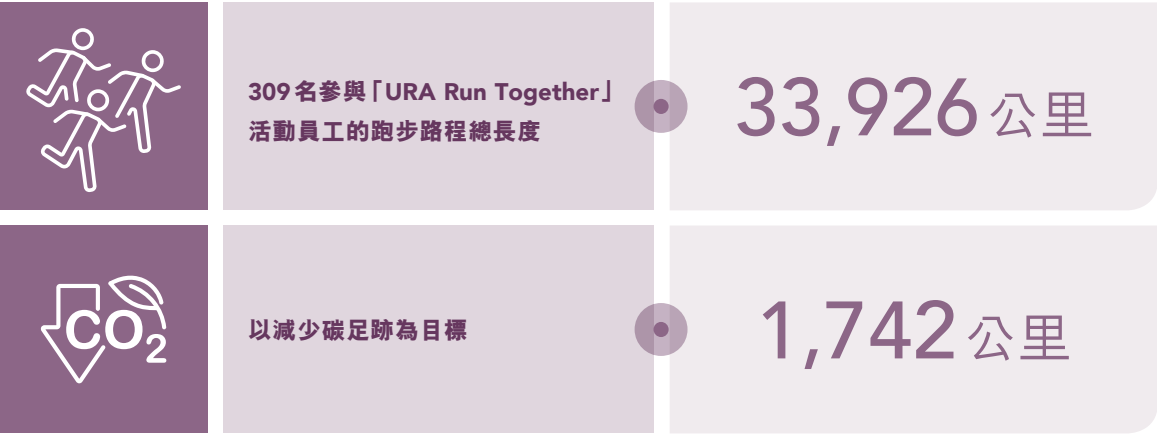 309名參與「URA Run Together」
活動員工的跑步路程總長度
33,926公里
CO2
以減少碳足跡為目標
1,742公里